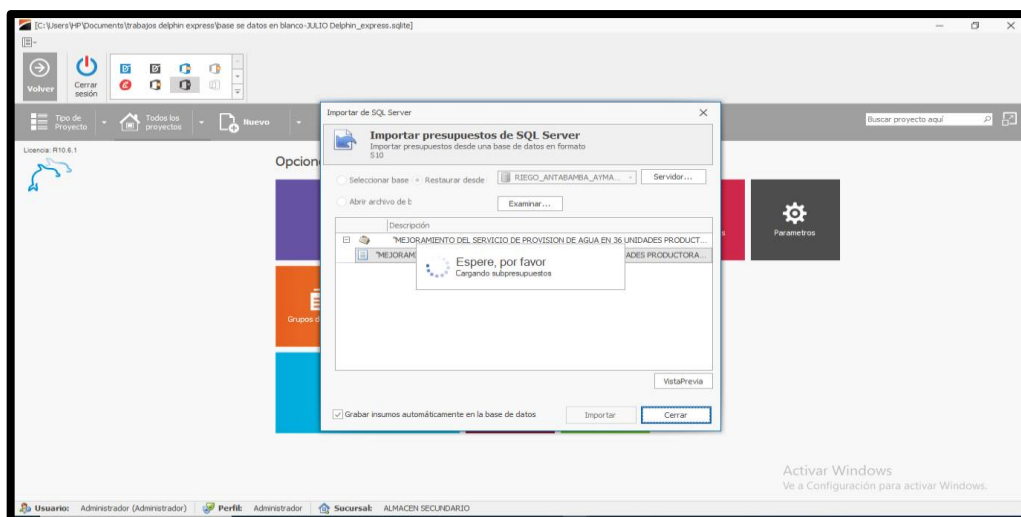 [C:\Users\HP\Documents\trabajos delphin express\base se datos en blanco-JULIO Delphin_express.sqlite]
Volver
Cerrar
sesión
Tipo de
Proyecto
Todos los
proyectos
Nuevo
Buscar proyecto aquí
Licencia: R10.6.1
Opcion
Importar de SQL Server
Importar presupuestos de SQL Server
Importar presupuestos desde una base de datos en formato
S10
Seleccionar base
Restaurar desde
RIEGO_ANTABAMBA_AYMA...
Servidor...
Abrir archivo de b
Examinar...
Descripción
"MEJORAMIENTO DEL SERVICIO DE PROVISION DE AGUA EN 36 UNIDADES PRODUCT...
"MEJORAM
ADES PRODUCTORA...
Espere, por favor
Cargando subpresupuestos
s
Parametros
Grupos d
VistaPrevia
Grabar insumos automáticamente en la base de datos
Importar
Cerrar
Activar Windows
Ve a Configuración para activar Windows.
Usuario: Administrador (Administrador)
Perfil: Administrador
Sucursal: ALMACEN SECUNDARIO